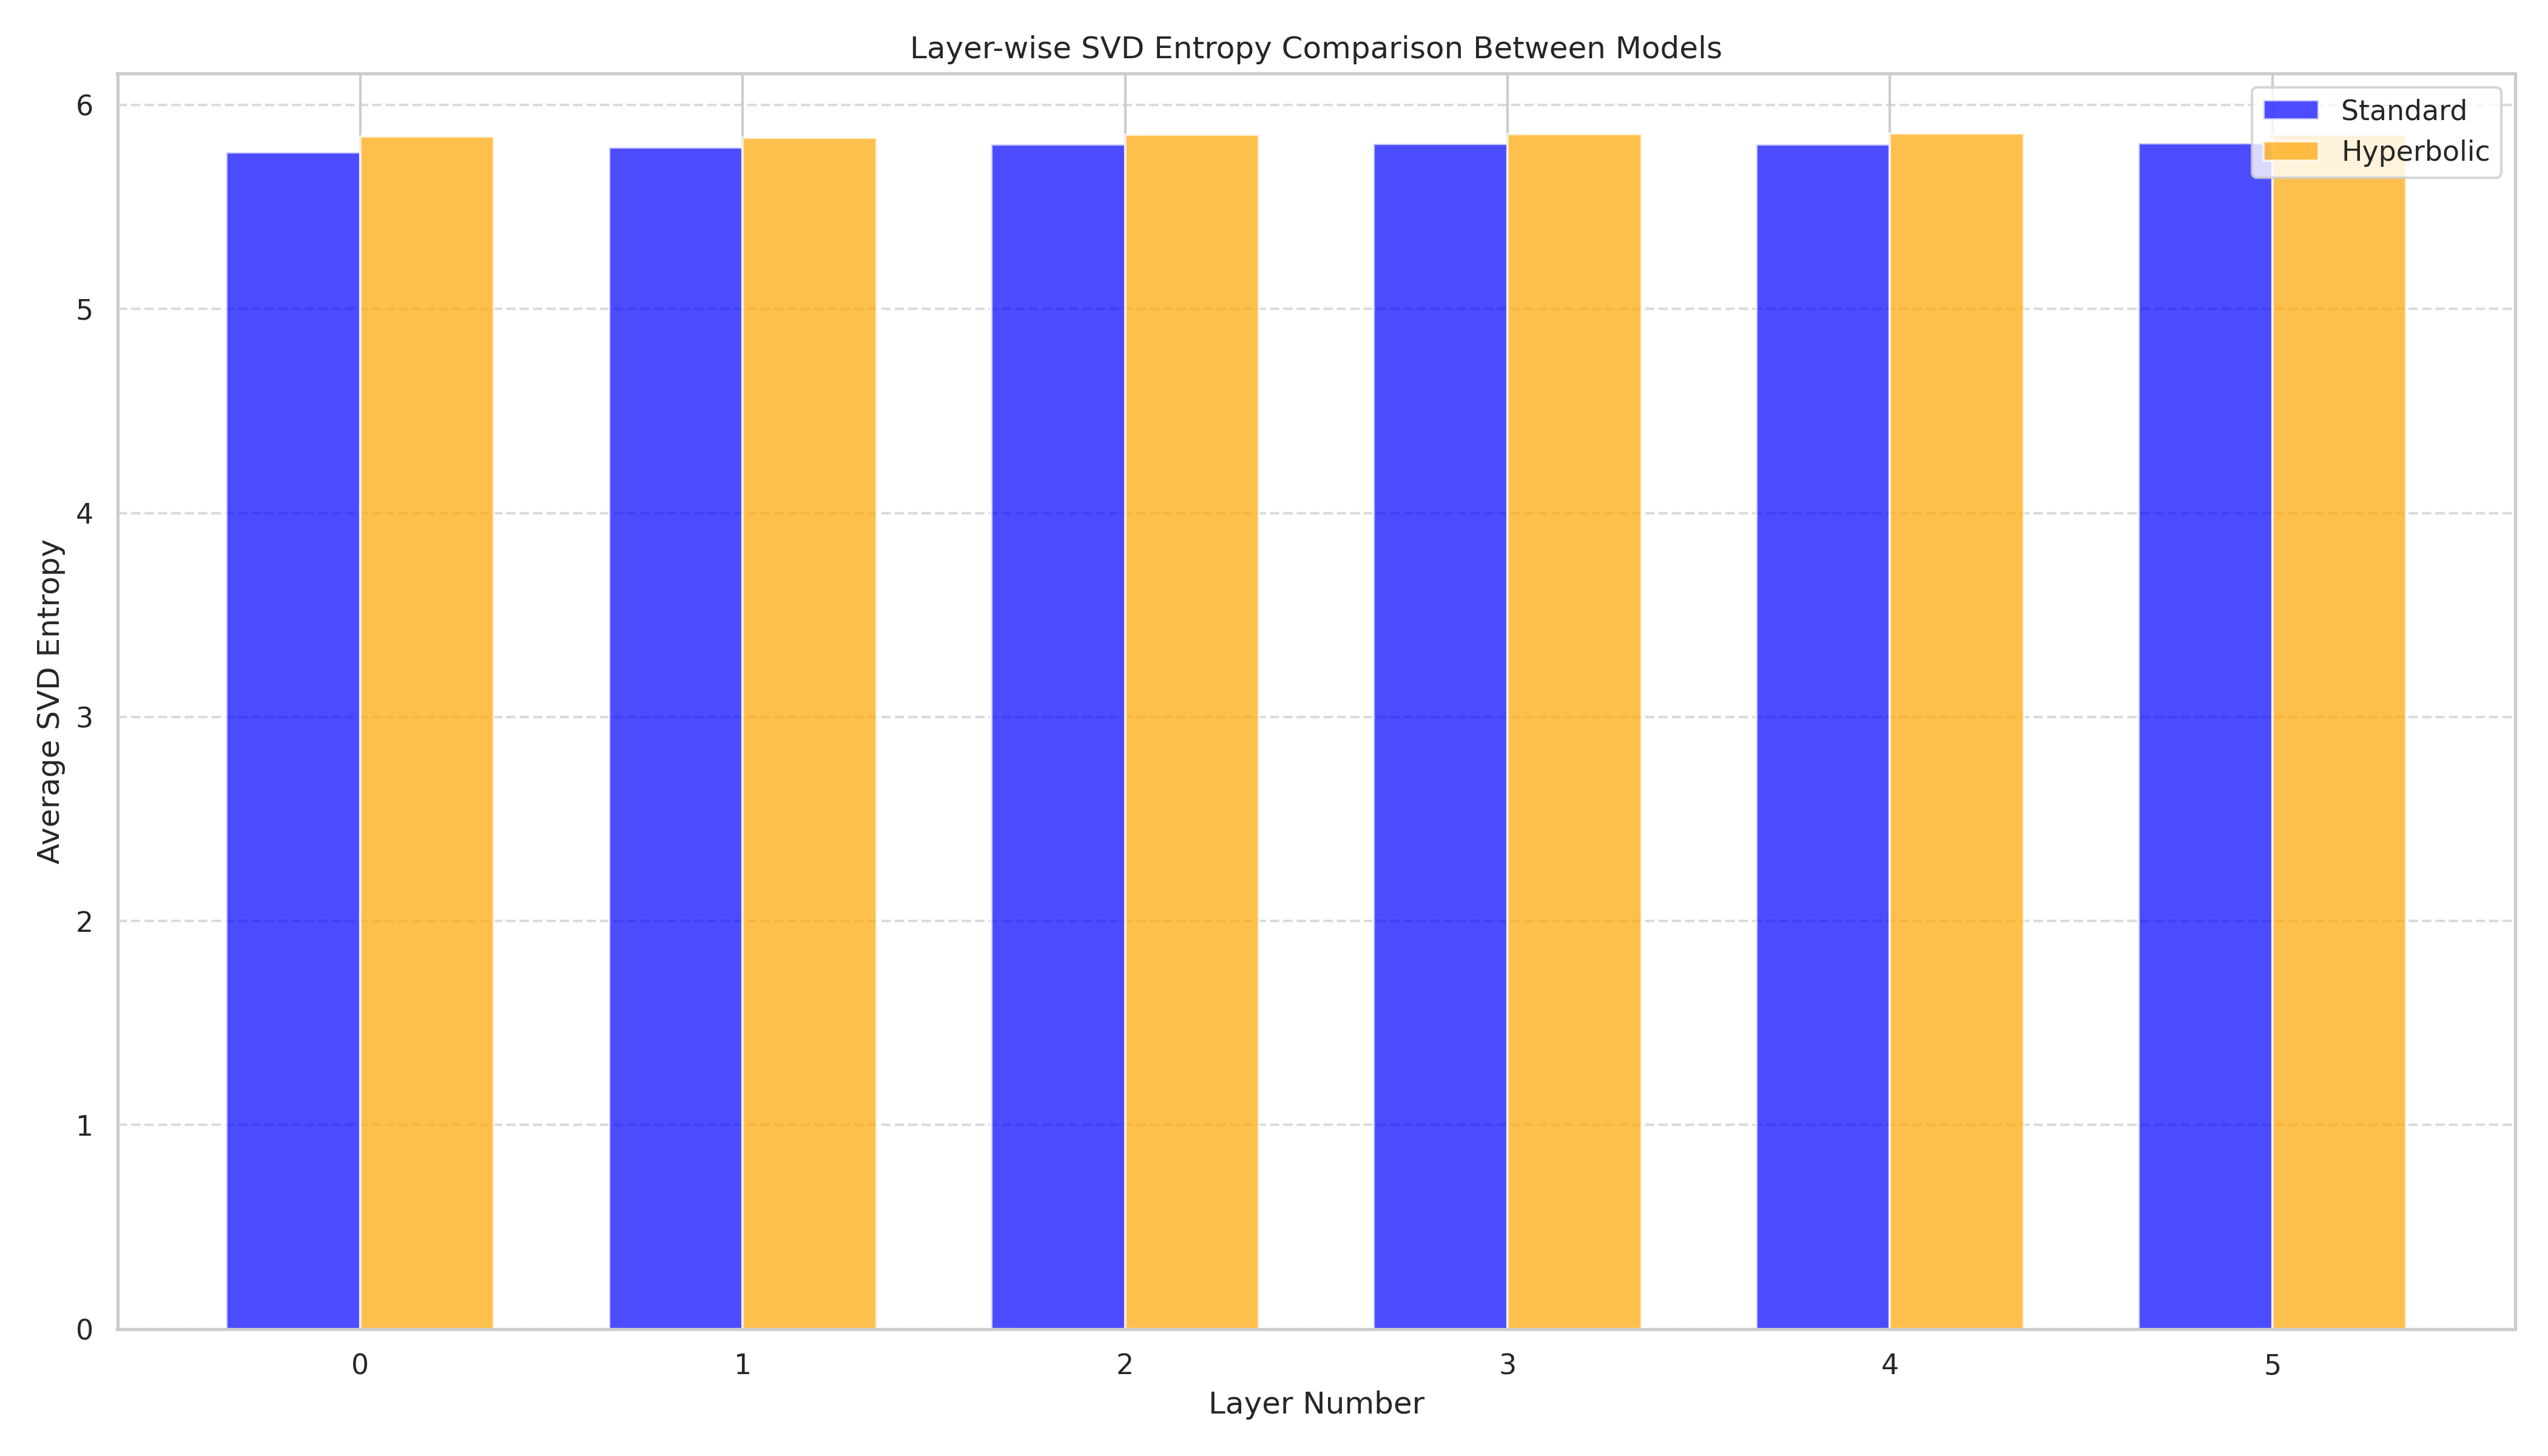 Layer-wise SVD Entropy Comparison Between Models
Standard
Hyperbolic
Average SVD Entropy
6
5
4
3
2
1
0
0 1 2 3 4 5
Layer Number